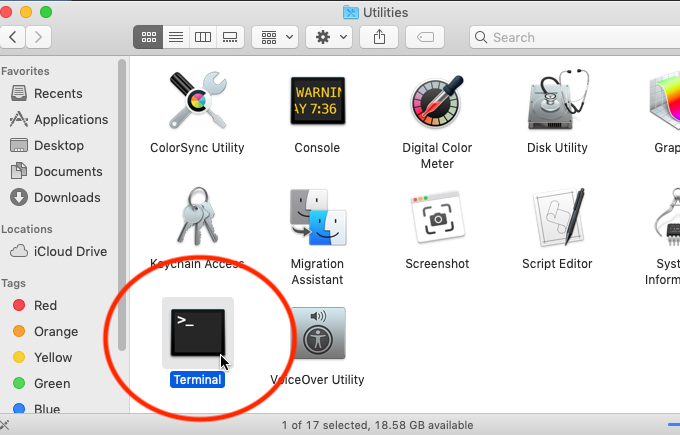 Utilities
Search
Favorites
Recents
Applications
Desktop
Documents
Downloads
Locations
iCloud Drive
Tags
Red
Orange
Yellow
Green
Blue
WARNIN
AY 7:36
ColorSync Utility
Console
Digital Color
Meter
Disk Utility
Grap
Keychain Access
Migration
Assistant
Screenshot
Script Editor
Syst
Inform
>_
Terminal
VoiceOver Utility
1 of 17 selected, 18.58 GB available